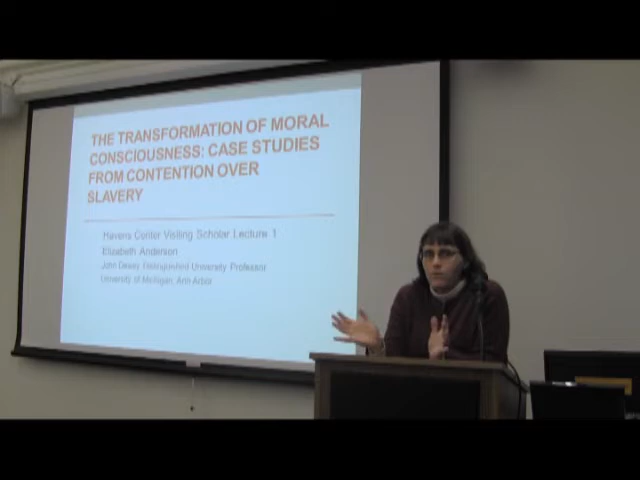 THE TRANSFORMATION OF MORAL
CONSCIOUSNESS: CASE STUDIES
FROM CONTENTION OVER
SLAVERY
Havens Center Visiting Scholar Lecture 1
Elizabeth Anderson
John Dewey Distinguished University Professor
University of Michigan, Ann Arbor